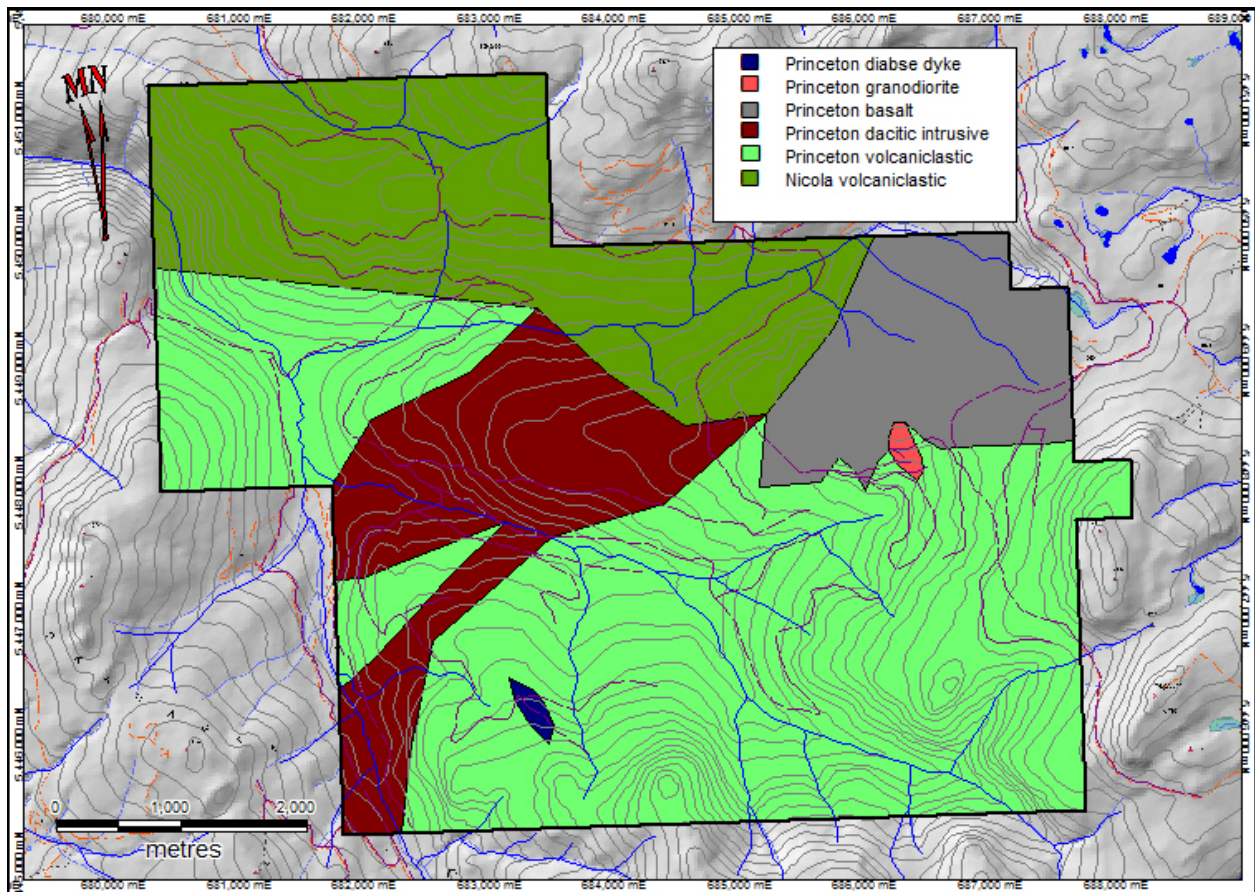 680,000 mE 681,000 mE 682,000 mE 683,000 mE 684,000 mE 685,000 mE 686,000 mE 687,000 mE 688,000 mE 689,0
MN
Princeton diabse dyke
Princeton granodiorite
Princeton basalt
Princeton dacitic intrusive
Princeton volcaniclastic
Nicola volcaniclastic
0 1,000 2,000
metres
680,000 mE 681,000 mE 682,000 mE 683,000 mE 684,000 mE 685,000 mE 686,000 mE 687,000 mE 688,000 mE